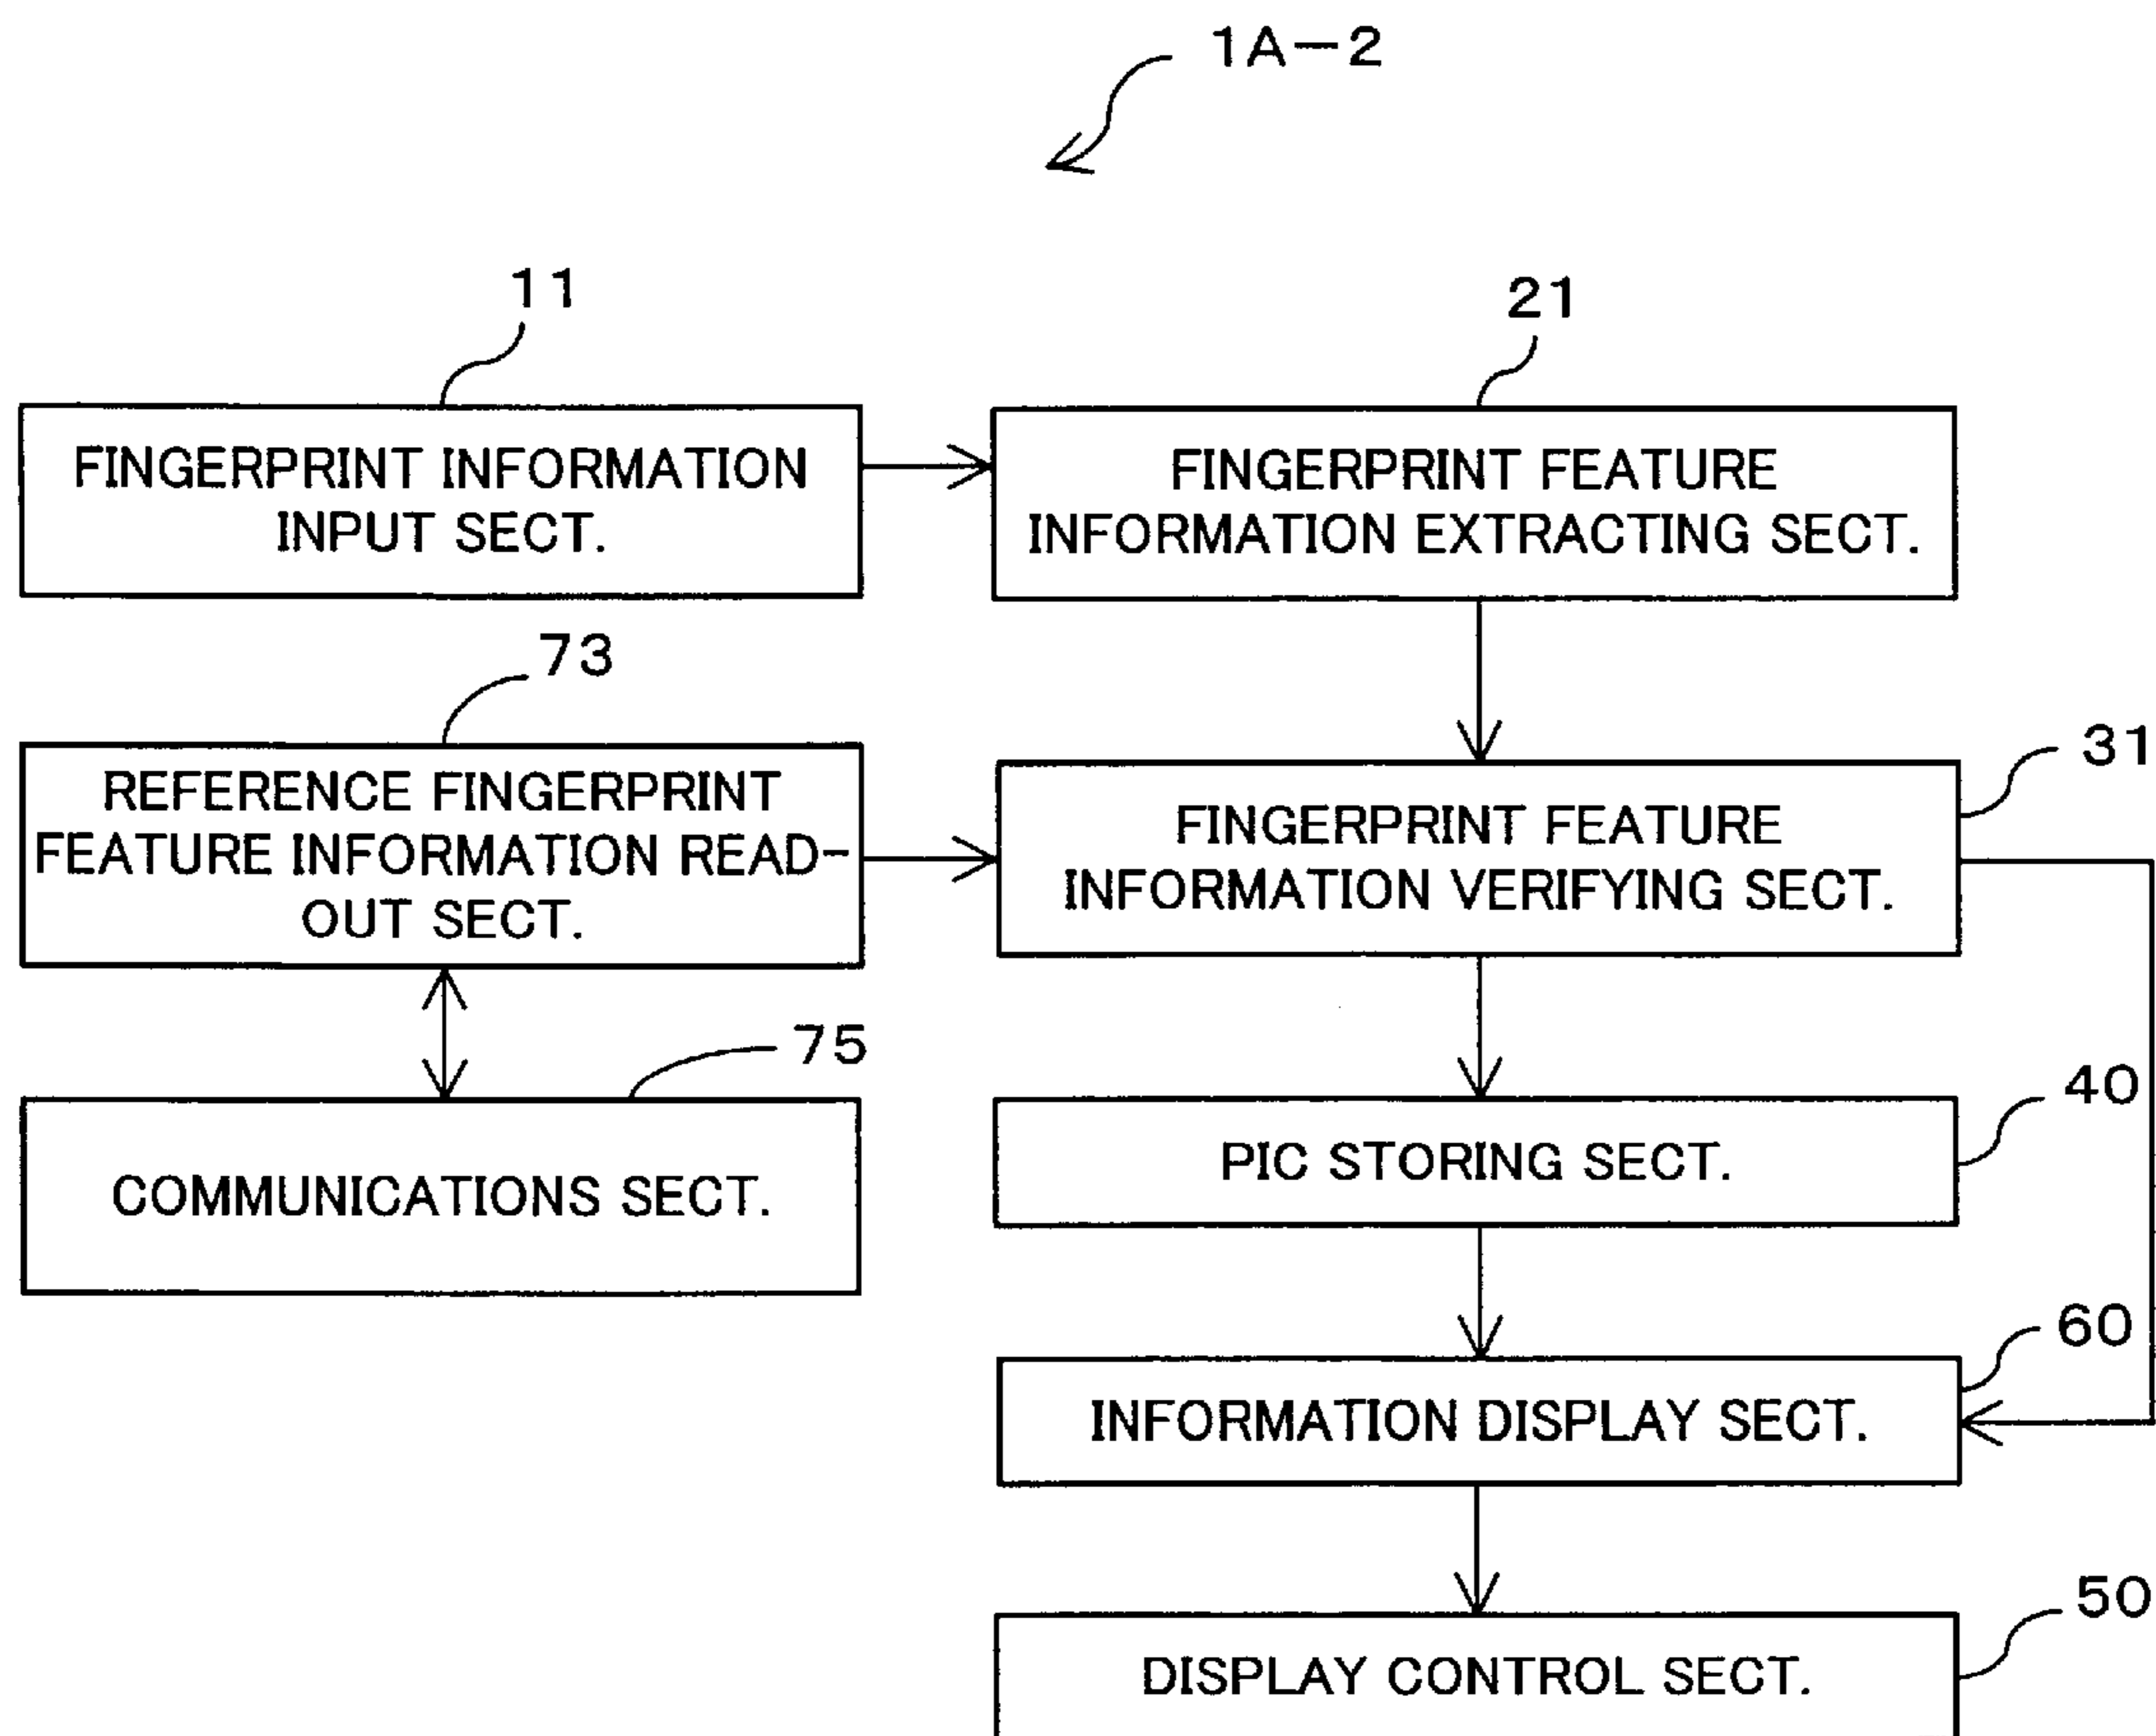 1A-2
11
21
FINGERPRINT INFORMATION
INPUT SECT.
FINGERPRINT FEATURE
INFORMATION EXTRACTING SECT.
73
31
REFERENCE FINGERPRINT
FEATURE INFORMATION READ-
OUT SECT.
FINGERPRINT FEATURE
INFORMATION VERIFYING SECT.
75
40
COMMUNICATIONS SECT.
PIC STORING SECT.
60
INFORMATION DISPLAY SECT.
50
DISPLAY CONTROL SECT.